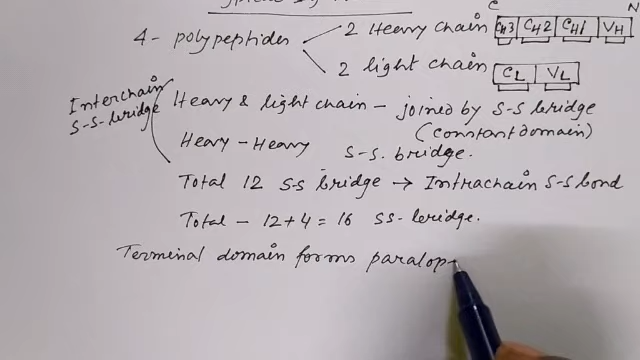 C N
4 - polypeptides 2 Heavy chain CH3 CH2 CH1 VH
2 light chain CL VL
Interchain S-S-bridge
Heavy & light chain - joined by S-S bridge
(constant domain)
Heavy - Heavy S-S. bridge.
Total 12 S-S bridge → Intrachain S-S bond
Total - 12+4 = 16 SS-bridge.
Terminal domain forms paralop